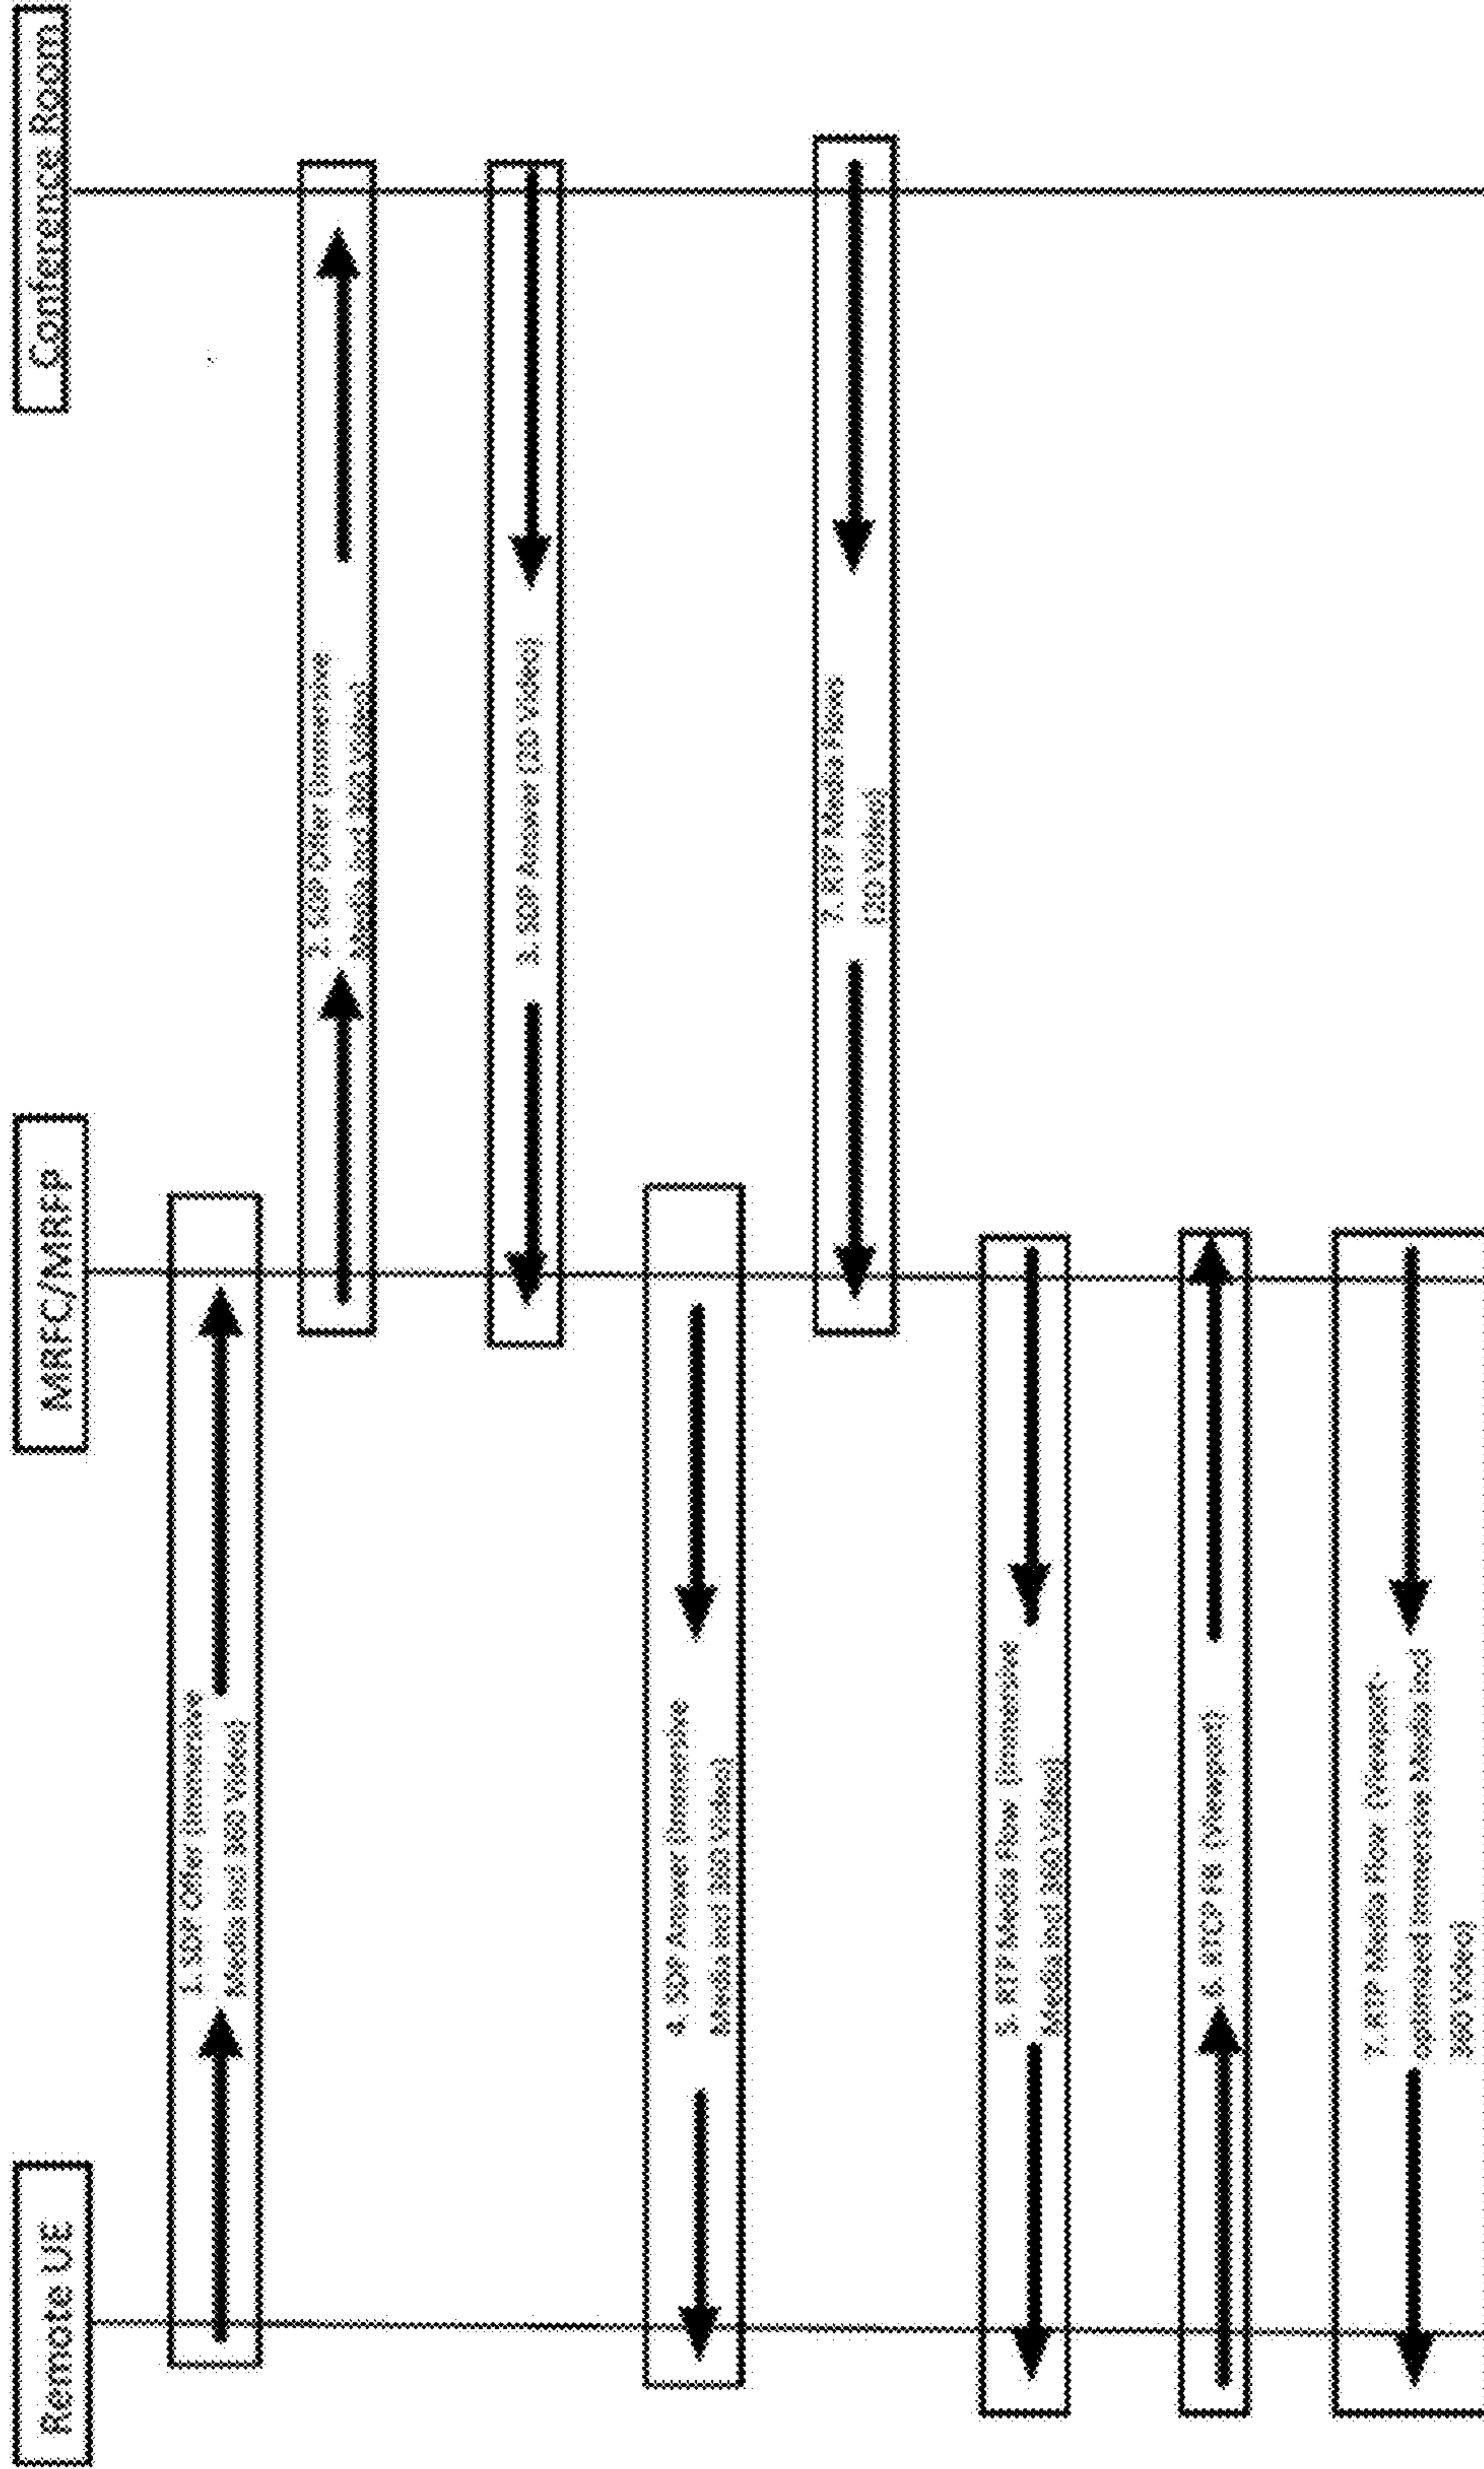 Remote UE
MRFC/MRFP
Conference Room
1. SDP Offer (Immersive
Media incl 360 Video)
2. SDP Offer (Immersive
Media incl 360 Video)
3. SDP Answer (2D Video)
4. SDP Answer (Immersive
Media incl 360 Video)
7. RTP Media Flows
(2D Video)
5. RTP Media Flow (Immersive
Media incl 360 Video)
6. RTCP FB (Viewport)
7. RTP Media Flow (Viewport-
optimized Immersive Media incl
360 Video)